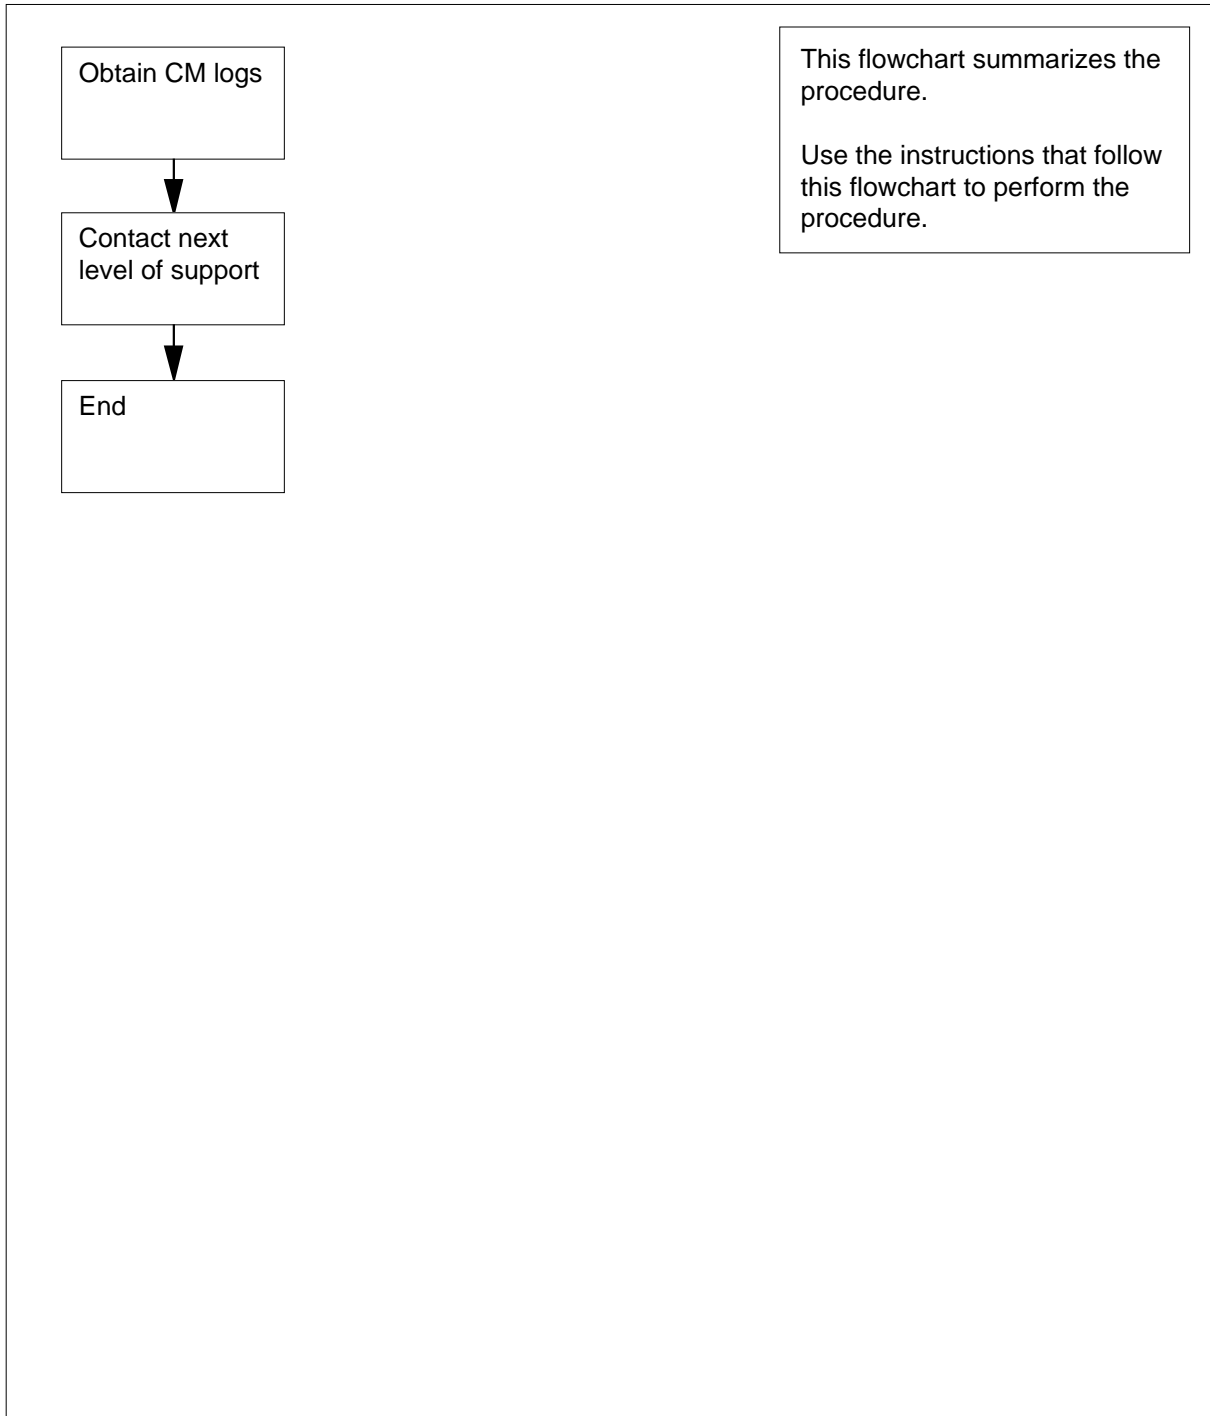 Obtain CM logs
Contact next
level of support
End
This flowchart summarizes the
procedure.
Use the instructions that follow
this flowchart to perform the
procedure.